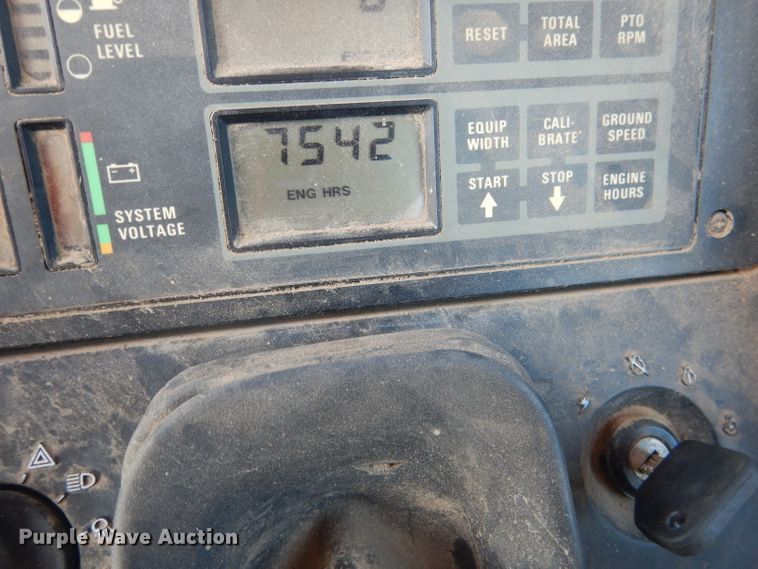 FUEL
LEVEL
RESET
TOTAL
AREA
PTO
RPM
7542
ENG HRS
EQUIP
WIDTH
CALI-
BRATE
GROUND
SPEED
START
STOP
ENGINE
HOURS
SYSTEM
VOLTAGE
Purple Wave Auction